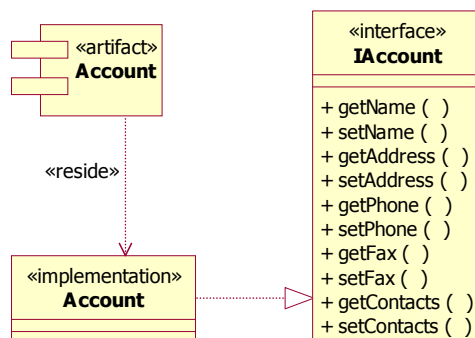 «artifact»
Account
«reside»
«implementation»
Account
«interface»
IAccount
+ getName ( )
+ setName ( )
+ getAddress ( )
+ setAddress ( )
+ getPhone ( )
+ setPhone ( )
+ getFax ( )
+ setFax ( )
+ getContacts ( )
+ setContacts ( )